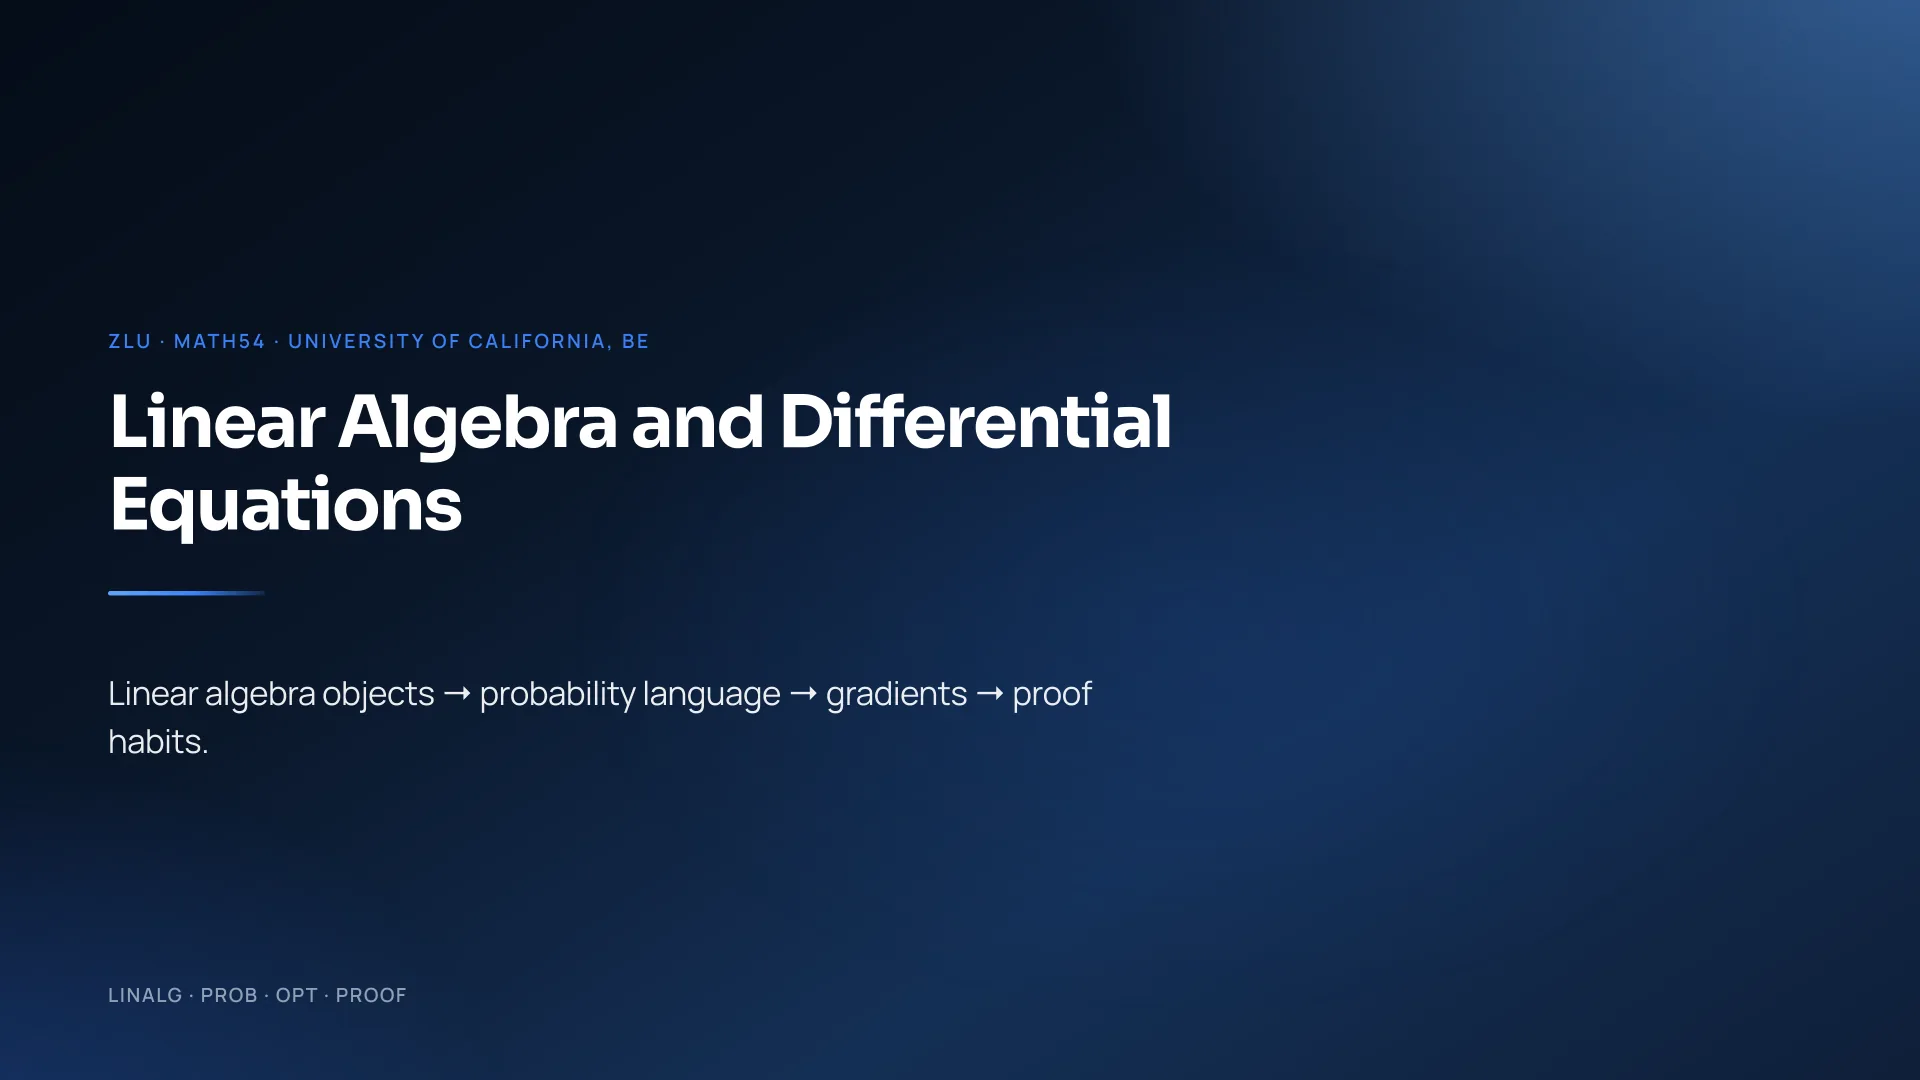 ZLU · MATH54 · UNIVERSITY OF CALIFORNIA, BE
Linear Algebra and Differential
Equations
Linear algebra objects → probability language → gradients → proof
habits.
LINALG · PROB · OPT · PROOF